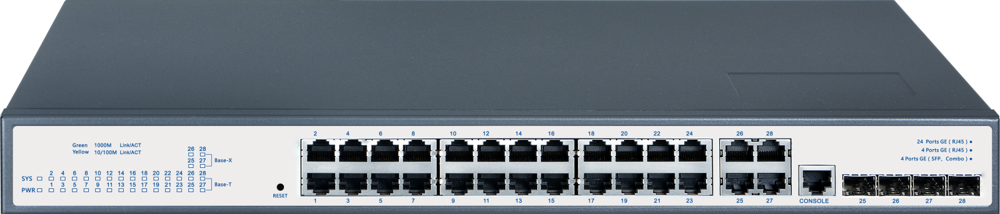 2 4 6 8 10 12 14 16 18 20 22 24 26 28
Green 1000M Link/ACT
Yellow 10/100M Link/ACT
26 28
25 27 Base-X
2 4 6 8 10 12 14 16 18 20 22 24 26 28
SYS
1 3 5 7 9 11 13 15 17 19 21 23 25 27 Base-T
PWR
RESET
1 3 5 7 9 11 13 15 17 19 21 23 25 27
CONSOLE
24 Ports GE ( RJ45 )
4 Ports GE ( RJ45 )
4 Ports GE ( SFP、Combo )
25 26 27 28